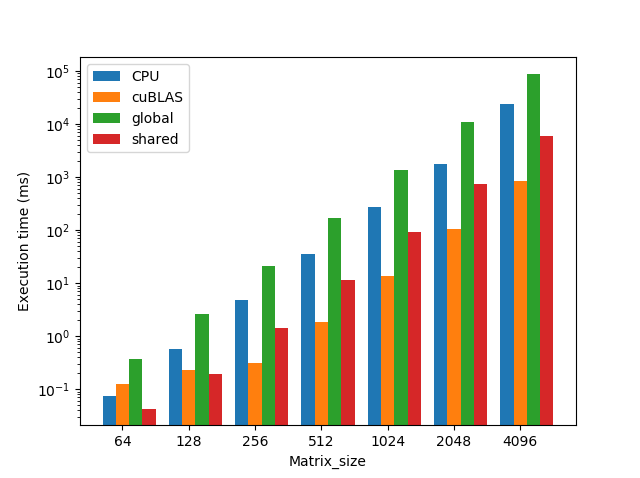 CPU
cuBLAS
global
shared
10⁵
10⁴
10³
10²
10¹
10⁰
10⁻¹
Execution time (ms)
64 128 256 512 1024 2048 4096
Matrix_size